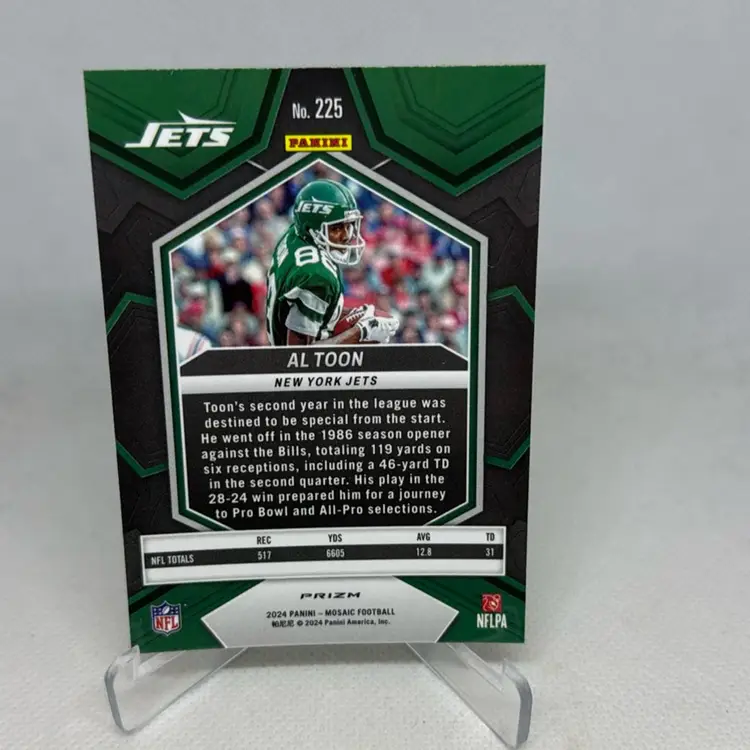 No. 225
JETS
PANINI
JETS
88
AL TOON
NEW YORK JETS
Toon's second year in the league was
destined to be special from the start.
He went off in the 1986 season opener
against the Bills, totaling 119 yards on
six receptions, including a 46-yard TD
in the second quarter. His play in the
28-24 win prepared him for a journey
to Pro Bowl and All-Pro selections.
REC YDS AVG TD
NFL TOTALS 517 6605 12.8 31
PRIZM
2024 PANINI – MOSAIC FOOTBALL
帕尼尼 © 2024 Panini America, Inc.
NFL
NFLPA